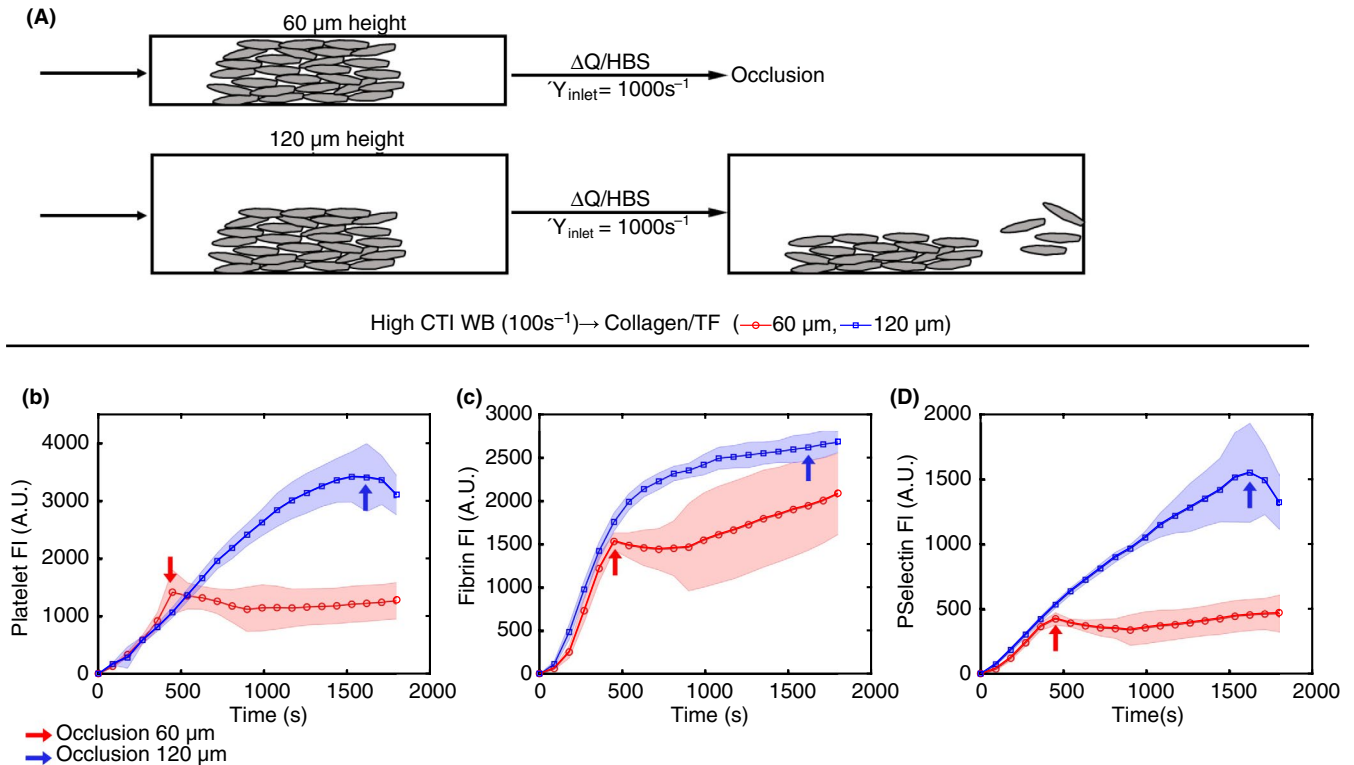 (A)
60 µm height
ΔQ/HBS
´Yinlet= 1000s⁻¹
Occlusion
120 µm height
ΔQ/HBS
´Yinlet = 1000s⁻¹
High CTI WB (100s⁻¹)→ Collagen/TF (60 µm, 120 µm)
(b)
Platelet FI (A.U.)
4000
3000
2000
1000
0
0 500 1000 1500 2000
Time (s)
(c)
Fibrin FI (A.U.)
3000
2500
2000
1500
1000
500
0
0 500 1000 1500 2000
Time (s)
(D)
PSelectin FI (A.U.)
2000
1500
1000
500
0
0 500 1000 1500 2000
Time(s)
Occlusion 60 µm
Occlusion 120 µm